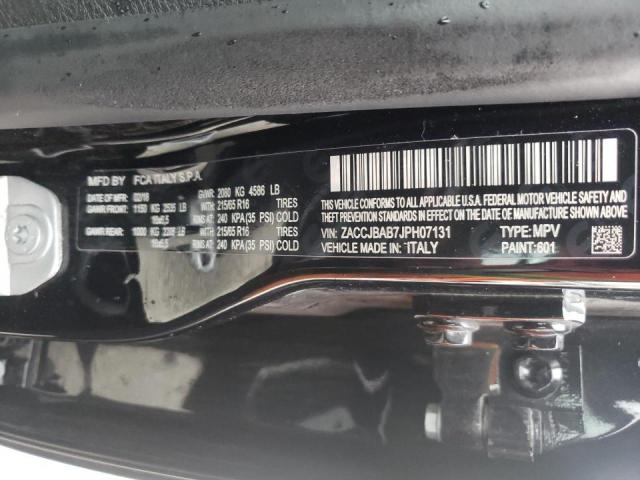 MFD BY FCA ITALY S.P.A.
DATE OF MFR: 02/18 GVWR: 2080 KG 4586 LB
GAWR FRONT: 1150 KG 2535 LB WITH: 215/65 R16 TIRES
16x6.5 RIMS AT: 240 KPA(35 PSI) COLD
GAWR REAR: 1000 KG LB WITH: 215/65 R16 TIRES
16x6.5 RIMS AT: 240 KPA(35 PSI) COLD
THIS VEHICLE CONFORMS TO ALL APPLICABLE U.S.A. FEDERAL MOTOR VEHICLE SAFETY AND
THEFT PREVENTION STANDARDS IN EFFECT ON THE DATE OF MANUFACTURE SHOWN ABOVE.
VIN: ZACCJBAB7JPH07131 TYPE: MPV
VEHICLE MADE IN: ITALY PAINT: 601